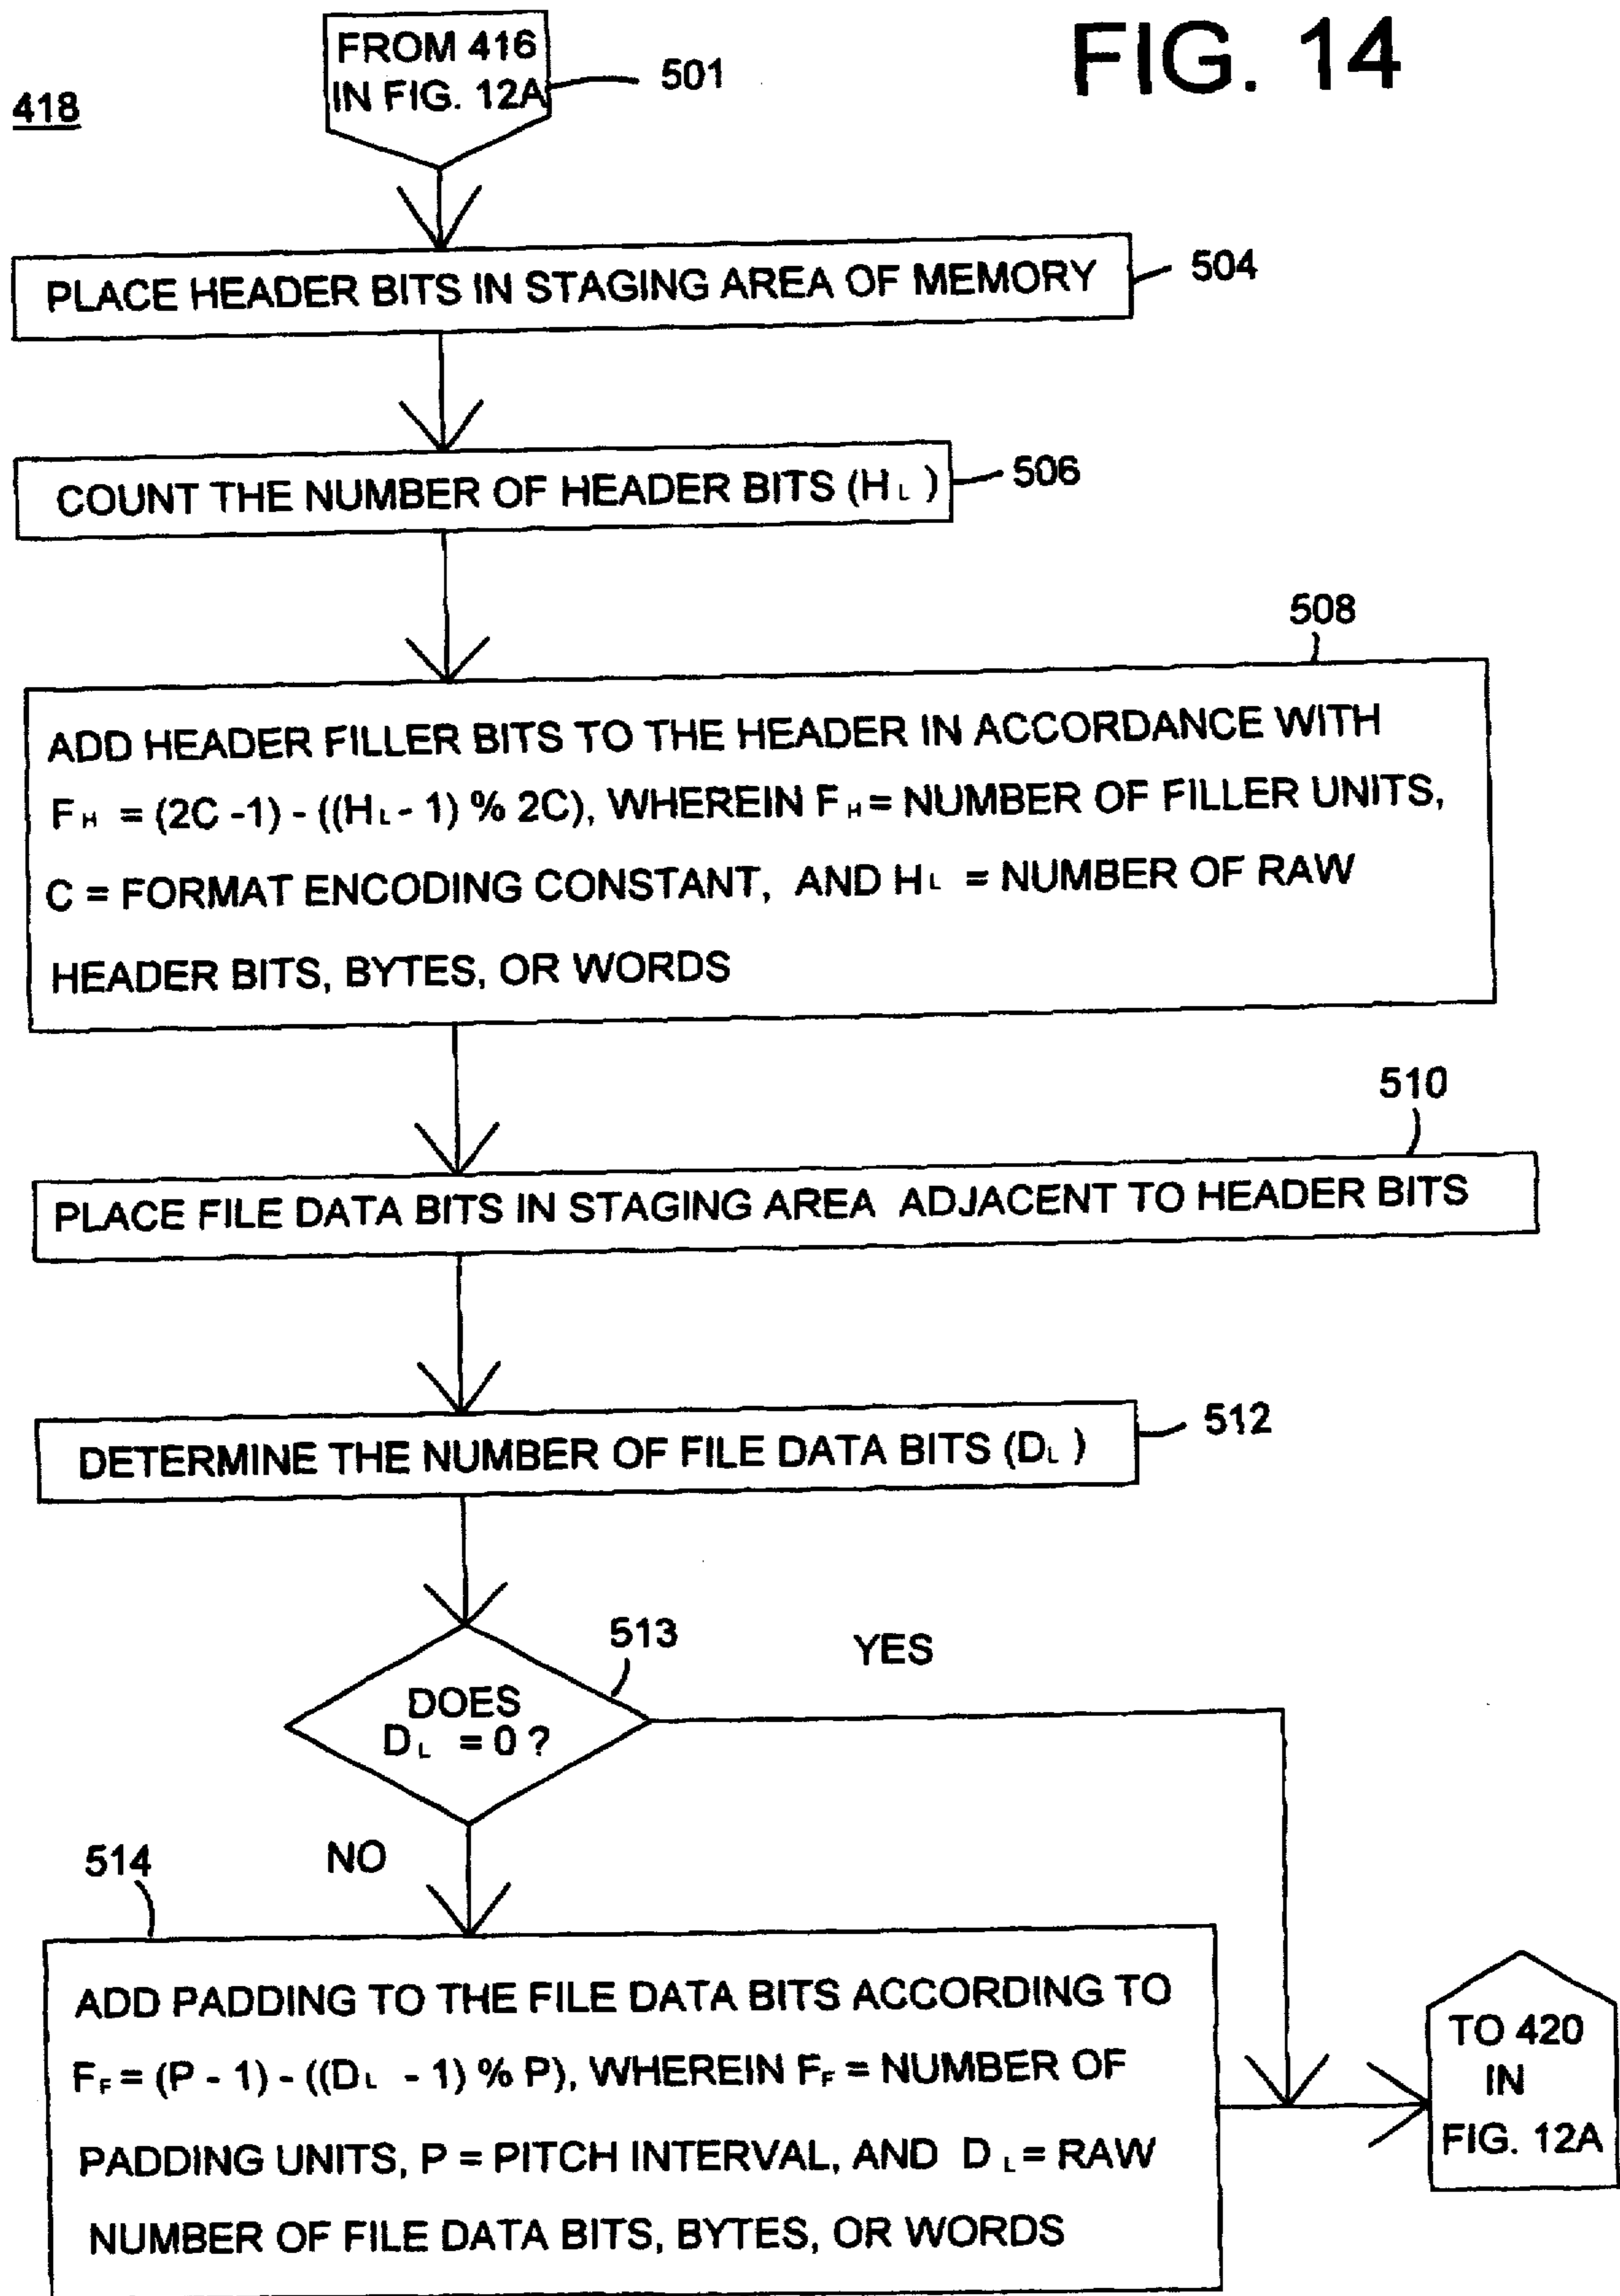 FIG. 14
418
FROM 416
IN FIG. 12A
501
PLACE HEADER BITS IN STAGING AREA OF MEMORY
504
COUNT THE NUMBER OF HEADER BITS (HL )
506
508
ADD HEADER FILLER BITS TO THE HEADER IN ACCORDANCE WITH
FH = (2C -1) - ((HL - 1) % 2C), WHEREIN FH = NUMBER OF FILLER UNITS,
C = FORMAT ENCODING CONSTANT, AND HL = NUMBER OF RAW
HEADER BITS, BYTES, OR WORDS
510
PLACE FILE DATA BITS IN STAGING AREA ADJACENT TO HEADER BITS
DETERMINE THE NUMBER OF FILE DATA BITS (DL )
512
513
YES
DOES
DL = 0 ?
NO
514
ADD PADDING TO THE FILE DATA BITS ACCORDING TO
FF = (P - 1) - ((DL - 1) % P), WHEREIN FF = NUMBER OF
PADDING UNITS, P = PITCH INTERVAL, AND DL = RAW
NUMBER OF FILE DATA BITS, BYTES, OR WORDS
TO 420
IN
FIG. 12A